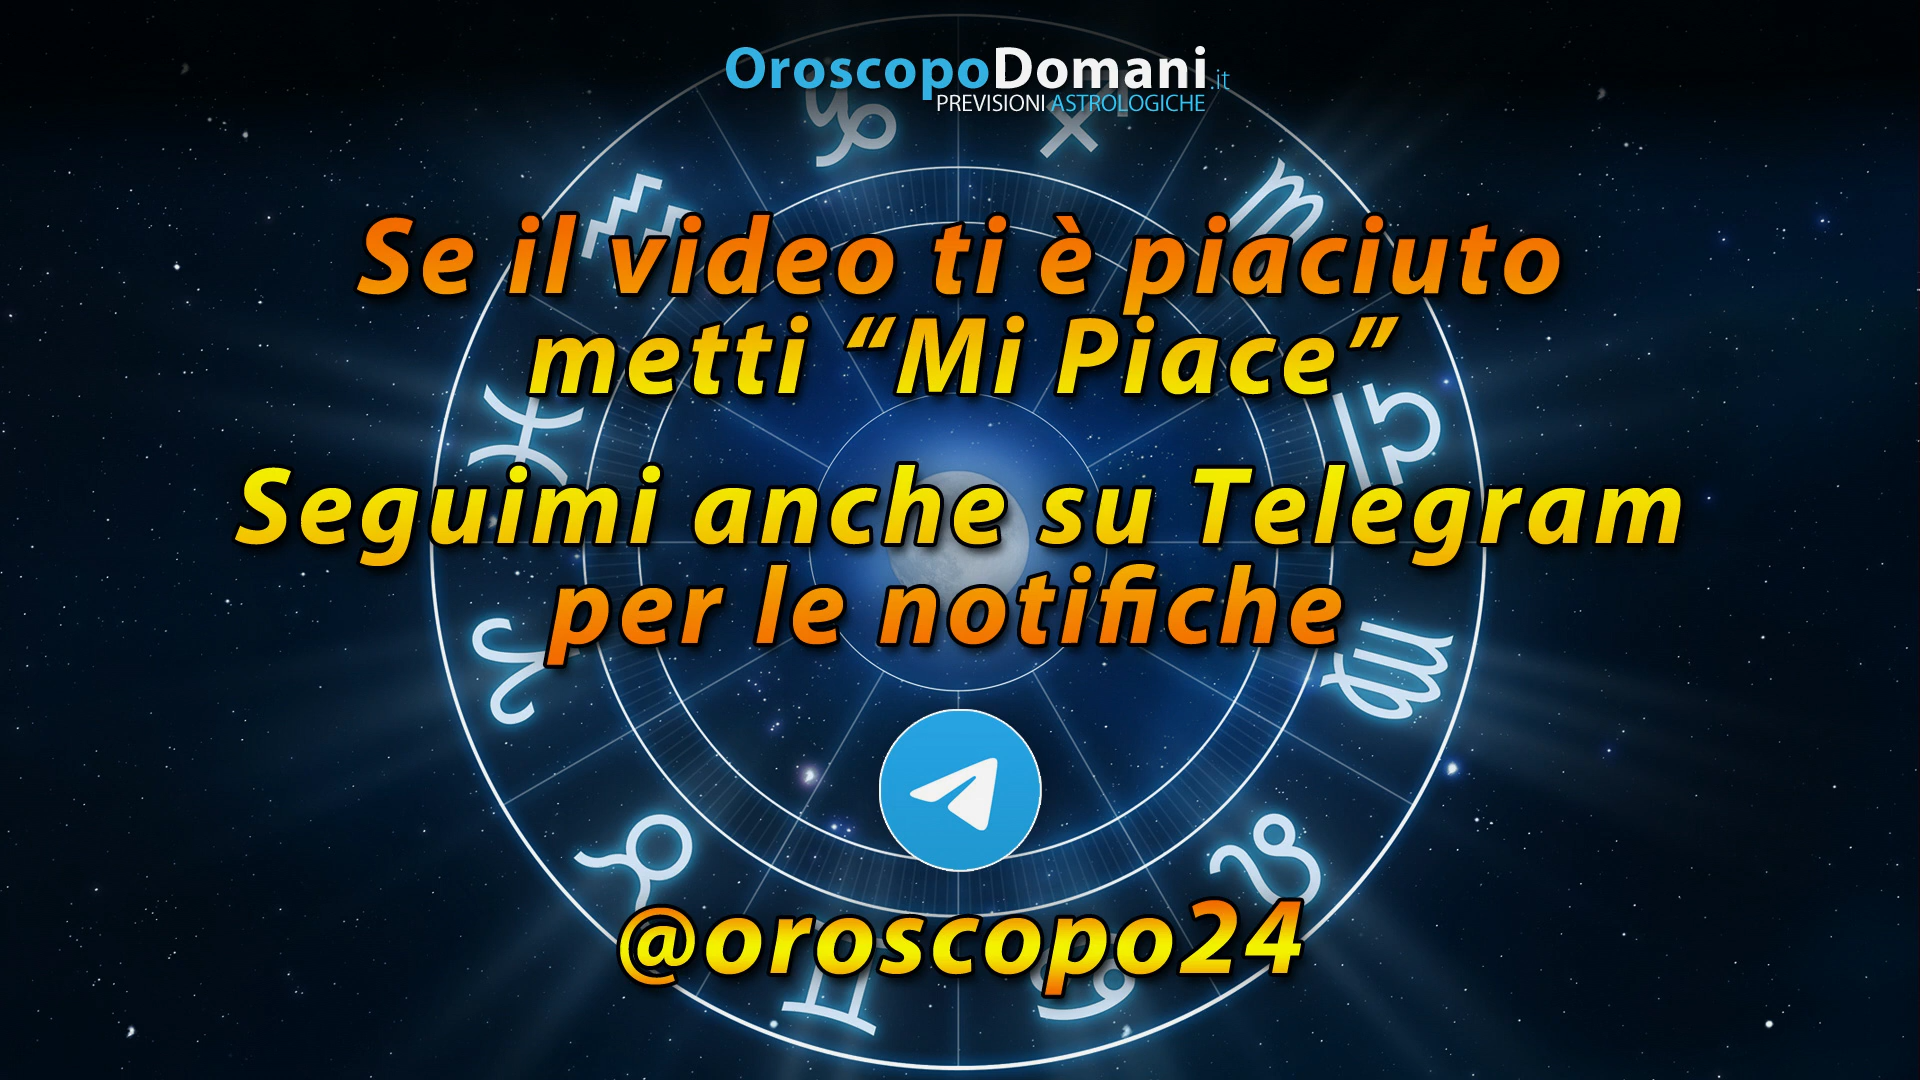 OroscopoDomani.it
PREVISIONI ASTROLOGICHE
Se il video ti è piaciuto
metti “Mi Piace”
Seguimi anche su Telegram
per le notifiche
@oroscopo24